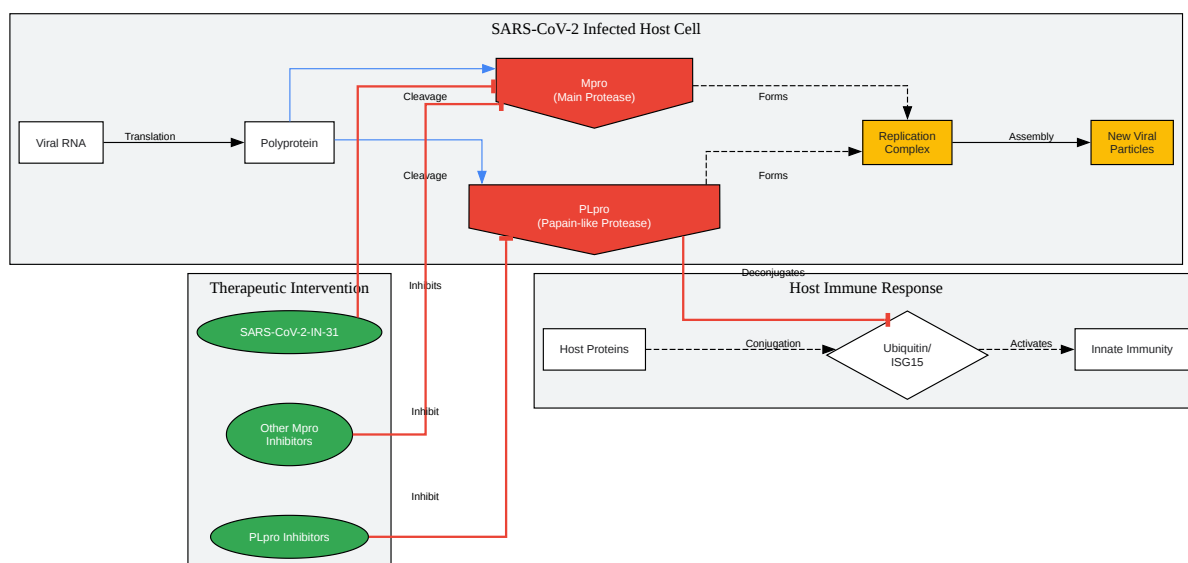 SARS-CoV-2 Infected Host Cell
Mpro
(Main Protease)
Cleavage
Forms
Viral RNA
Translation
Polyprotein
Replication
Complex
Assembly
New Viral
Particles
Cleavage
Forms
PLpro
(Papain-like Protease)
Deconjugates
Therapeutic Intervention
Inhibits
Host Immune Response
SARS-CoV-2-IN-31
Host Proteins
Conjugation
Ubiquitin/
ISG15
Activates
Innate Immunity
Inhibit
Other Mpro
Inhibitors
Inhibit
PLpro Inhibitors